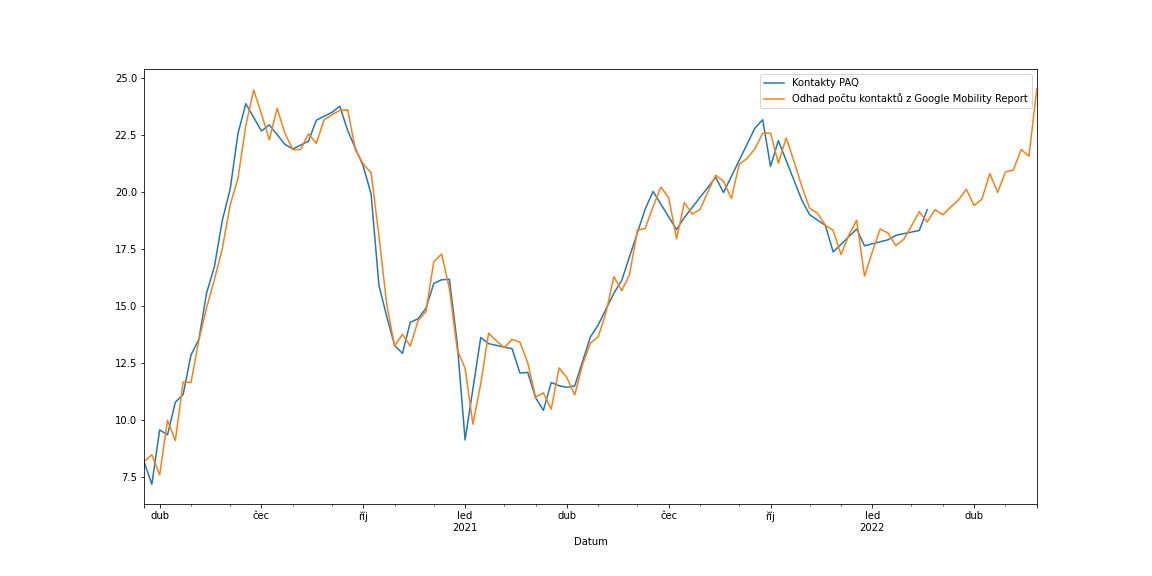 Kontakty PAQ
Odhad počtu kontaktů z Google Mobility Report
25.0
22.5
20.0
17.5
15.0
12.5
10.0
7.5
dub
čec
říj
led
2021
dub
čec
říj
led
2022
dub
Datum